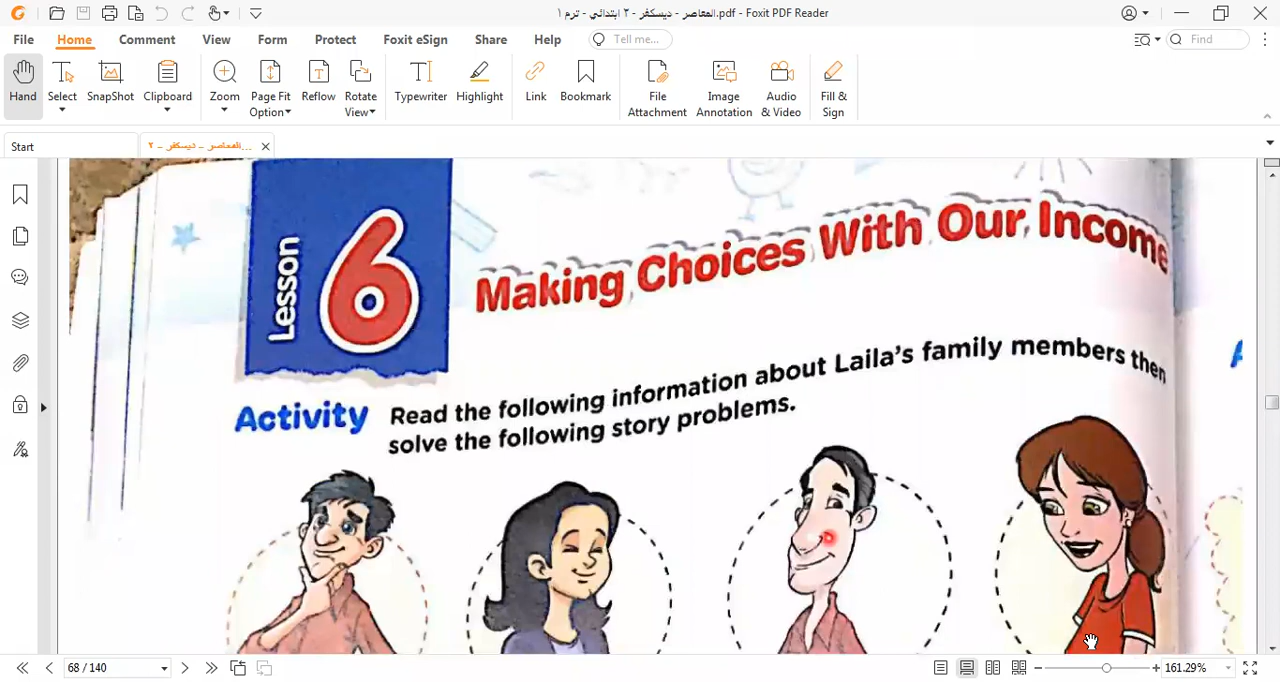 المعاصر - ديسكفر - ٢ ابتدائي - ترم ١.pdf - Foxit PDF Reader
File Home Comment View Form Protect Foxit eSign Share Help Tell me... Find
Hand Select SnapShot Clipboard Zoom Page Fit Option Reflow Rotate View Typewriter Highlight Link Bookmark File Attachment Image Annotation Audio & Video Fill & Sign
Start المعاصر - ديسكفر - ٢...
Lesson 6
Making Choices With Our Income
Activity Read the following information about Laila's family members then
solve the following story problems.
68 / 140 161.29%